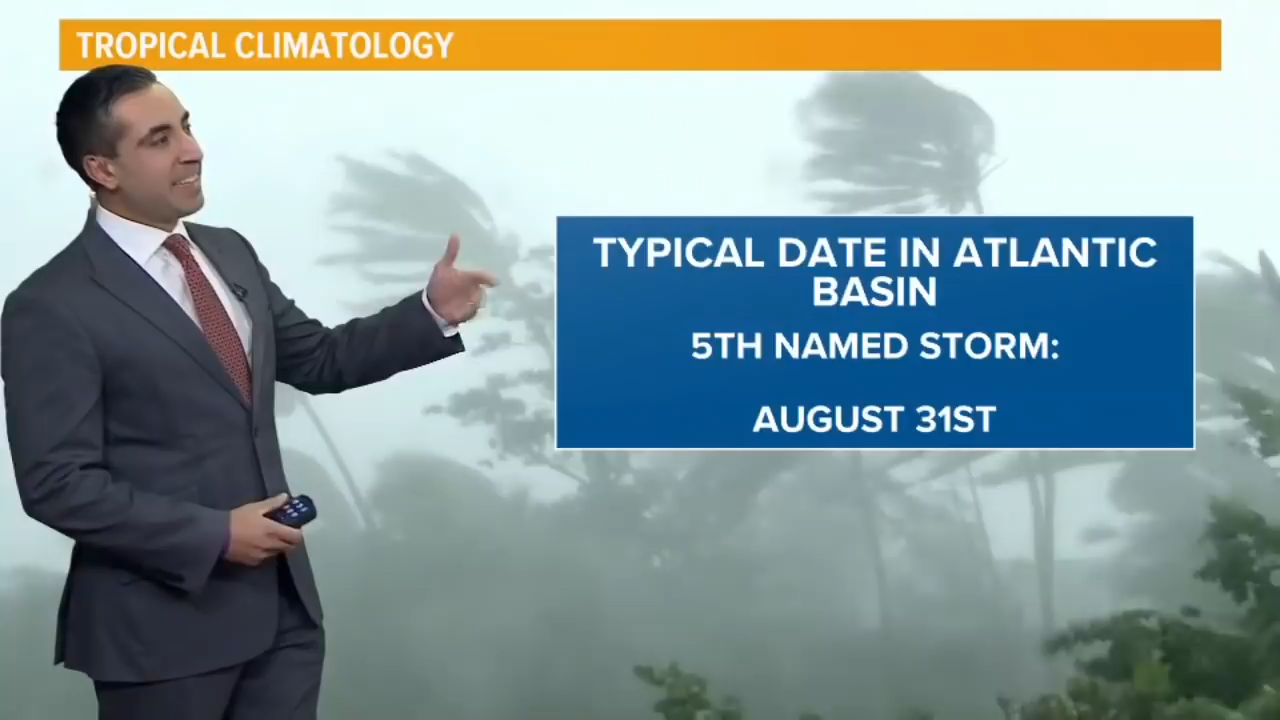 TROPICAL CLIMATOLOGY
TYPICAL DATE IN ATLANTIC
BASIN
5TH NAMED STORM:
AUGUST 31ST